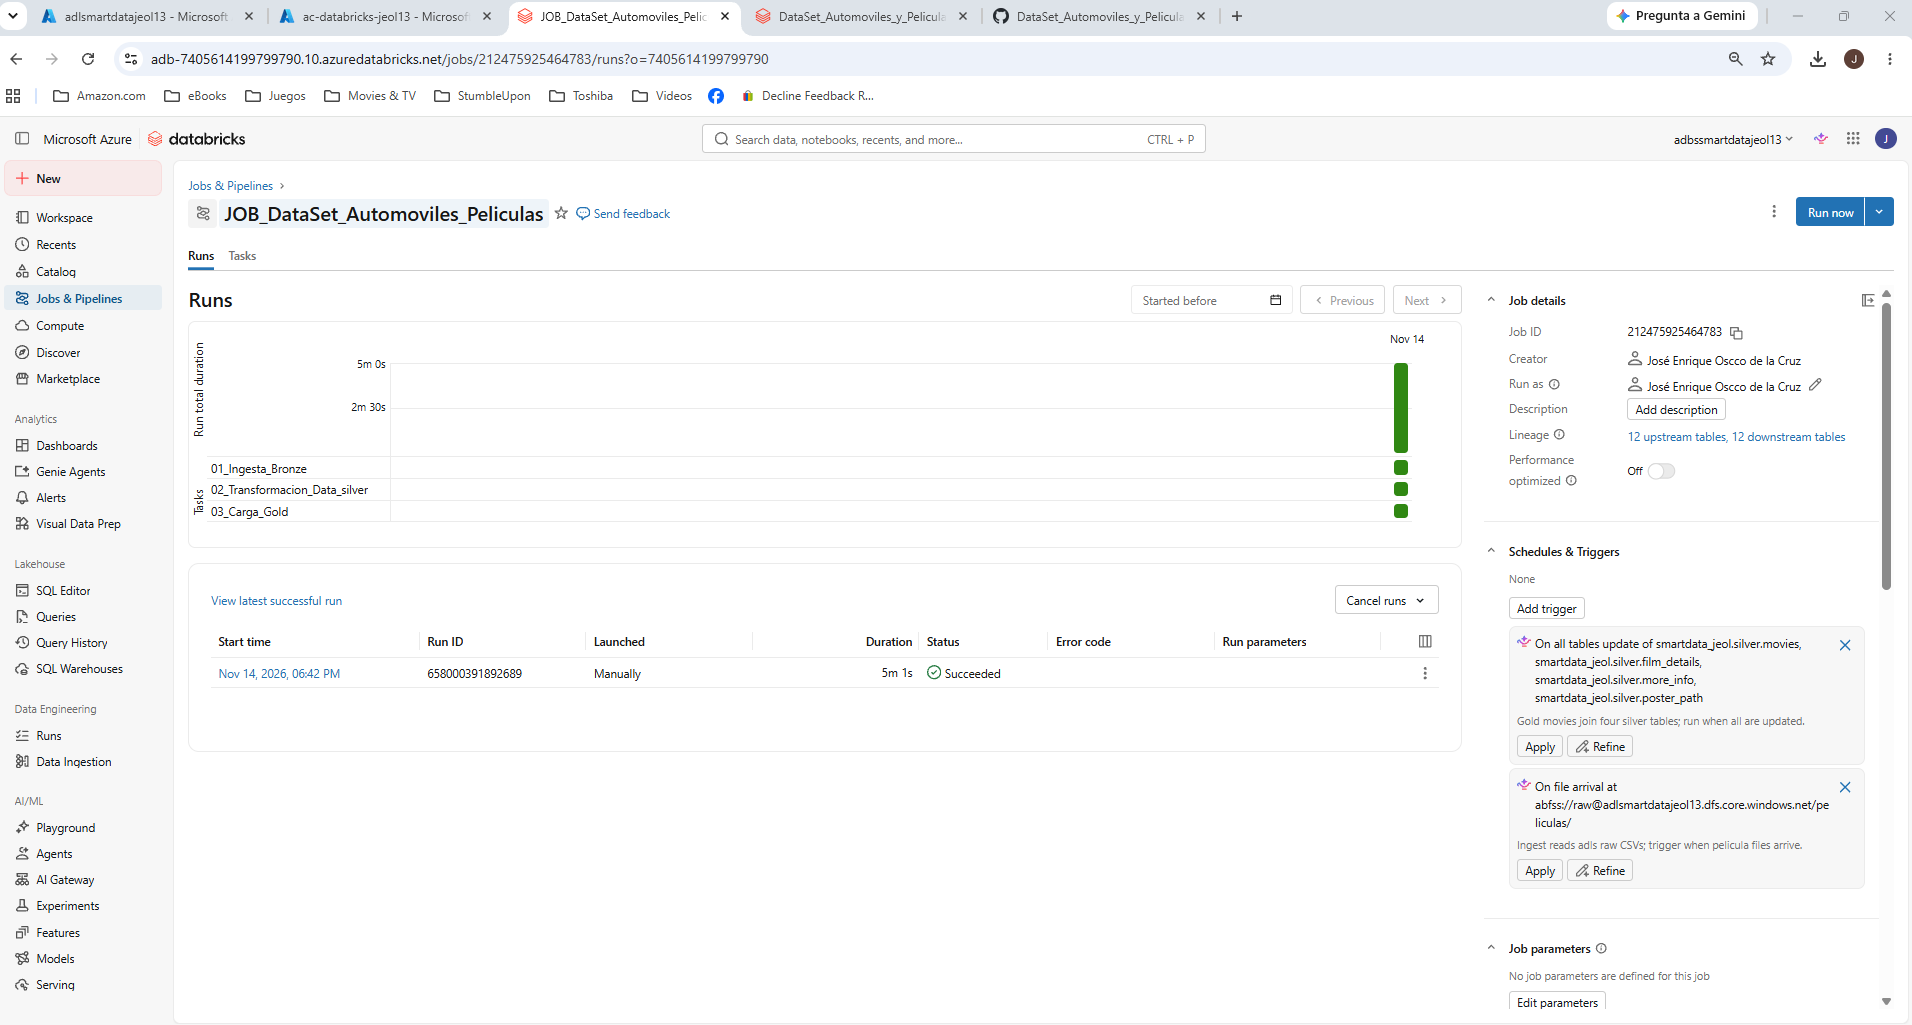 adlsmartdatajeol13 - Microsoft
ac-databricks-jeol13 - Microsoft
JOB_DataSet_Automoviles_Pelic
DataSet_Automoviles_y_Pelicula
DataSet_Automoviles_y_Pelicula
Pregunta a Gemini
adb-7405614199799790.10.azuredatabricks.net/jobs/212475925464783/runs?o=7405614199799790
J
Amazon.com
eBooks
Juegos
Movies & TV
StumbleUpon
Toshiba
Videos
Decline Feedback R...
Microsoft Azure
databricks
Search data, notebooks, recents, and more...
CTRL + P
adbssmartdatajeol13
J
New
Workspace
Recents
Catalog
Jobs & Pipelines
Compute
Discover
Marketplace
Analytics
Dashboards
Genie Agents
Alerts
Visual Data Prep
Lakehouse
SQL Editor
Queries
Query History
SQL Warehouses
Data Engineering
Runs
Data Ingestion
AI/ML
Playground
Agents
AI Gateway
Experiments
Features
Models
Serving
Jobs & Pipelines
JOB_DataSet_Automoviles_Peliculas
Send feedback
Run now
Runs
Tasks
Runs
Started before
Previous
Next
Nov 14
Run total duration
5m 0s
2m 30s
Tasks
01_Ingesta_Bronze
02_Transformacion_Data_silver
03_Carga_Gold
View latest successful run
Cancel runs
Start time Run ID Launched Duration Status Error code Run parameters
Nov 14, 2026, 06:42 PM 658000391892689 Manually 5m 1s Succeeded
Job details
Job ID 212475925464783
Creator José Enrique Oscco de la Cruz
Run as José Enrique Oscco de la Cruz
Description Add description
Lineage 12 upstream tables, 12 downstream tables
Performance
optimized Off
Schedules & Triggers
None
Add trigger
On all tables update of smartdata_jeol.silver.movies,
smartdata_jeol.silver.film_details,
smartdata_jeol.silver.more_info,
smartdata_jeol.silver.poster_path
Gold movies join four silver tables; run when all are updated.
Apply
Refine
On file arrival at
abfss://raw@adlsmartdatajeol13.dfs.core.windows.net/pe
liculas/
Ingest reads adls raw CSVs; trigger when pelicula files arrive.
Apply
Refine
Job parameters
No job parameters are defined for this job
Edit parameters